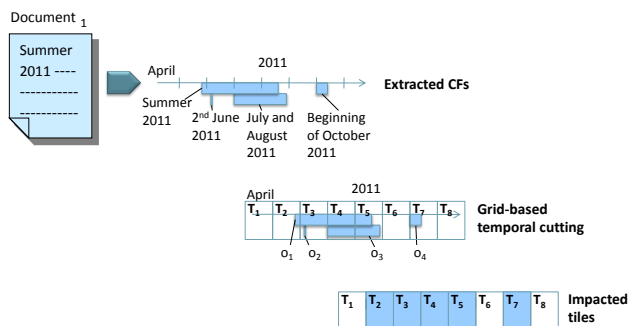 Document 1
Summer
2011 ----
-----------
-----------
April
2011
Extracted CFs
Summer
2011
2nd June
2011
July and
August
2011
Beginning
of October
2011
April
2011
T1 T2 T3 T4 T5 T6 T7 T8
Grid-based
temporal cutting
o1 o2 o3 o4
T1 T2 T3 T4 T5 T6 T7 T8
Impacted
tiles